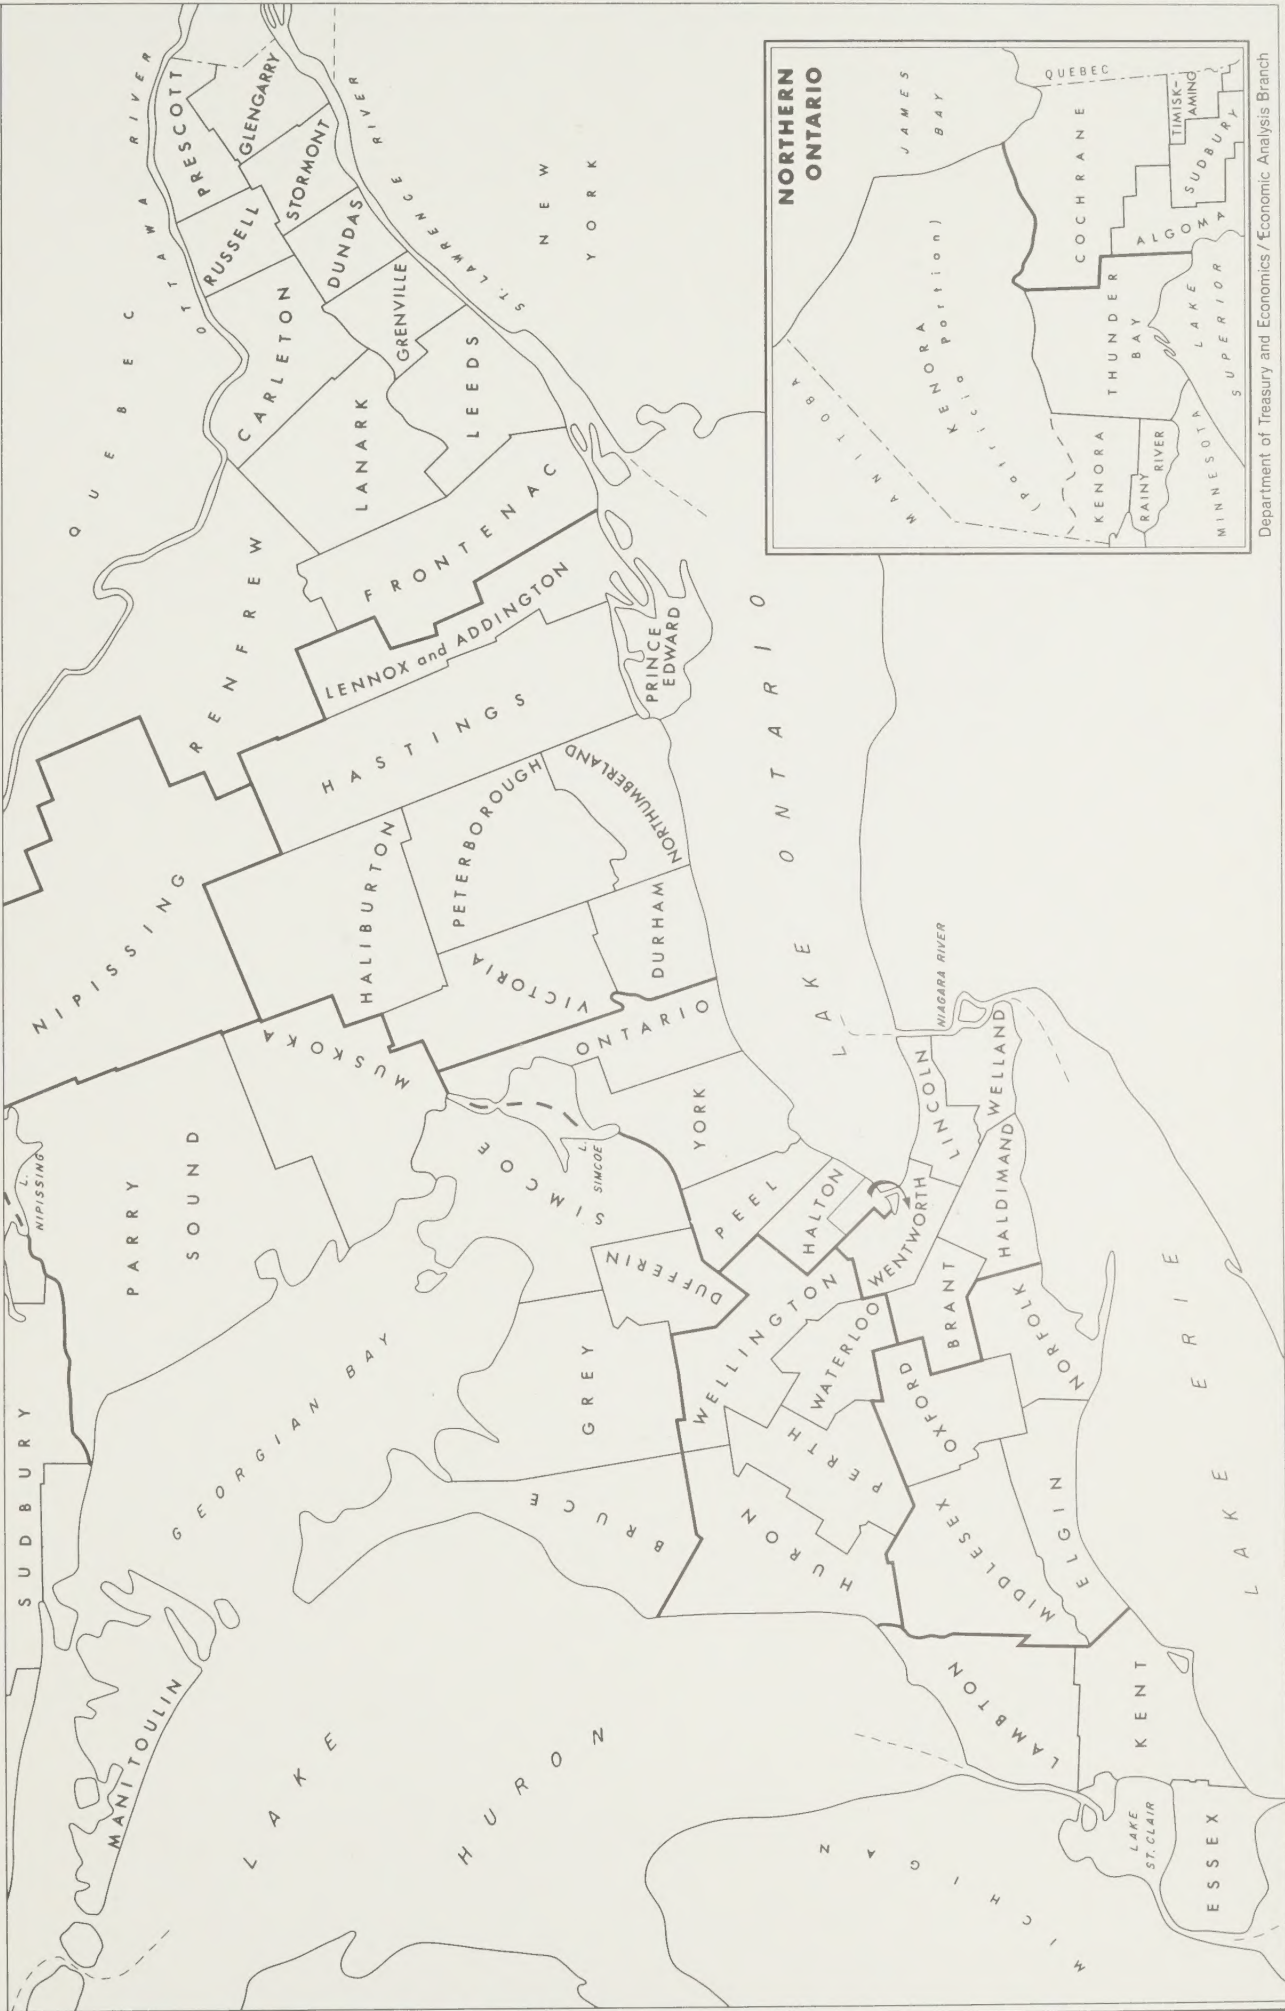 QUEBEC
OTTAWA RIVER
PRESCOTT
GLENGARRY
RUSSELL
STORMONT
DUNDAS
CARLETON
GRENVILLE
LEEDS
LANARK
ST. LAWRENCE RIVER
NEW
YORK
RENFREW
FRONTENAC
LENNOX and ADDINGTON
HASTINGS
PRINCE
EDWARD
NIPISSING
HALIBURTON
PETERBOROUGH
NORTHUMBERLAND
VICTORIA
DURHAM
MUSKOKA
ONTARIO
LAKE ONTARIO
L.
NIPISSING
PARRY
SOUND
SIMCOE
L.
SIMCOE
YORK
PEEL
HALTON
DUFFERIN
WENTWORTH
LINCOLN
NIAGARA RIVER
WELLAND
HALDIMAND
BRANT
NORFOLK
WELLINGTON
WATERLOO
GREY
PERTH
OXFORD
BRUCE
HURON
MIDDLESEX
ELGIN
LAKE ERIE
GEORGIAN BAY
SUDBURY
MANITOULIN
LAKE
HURON
LAMBTON
KENT
LAKE
ST. CLAIR
ESSEX
MICHIGAN
NORTHERN
ONTARIO
JAMES
BAY
QUEBEC
MANITOBA
KENORA
(Patricia Portion)
COCHRANE
TIMISK-
AMING
SUDBURY
ALGOMA
THUNDER
BAY
LAKE
SUPERIOR
KENORA
RAINY
RIVER
MINNESOTA
Department of Treasury and Economics / Economic Analysis Branch